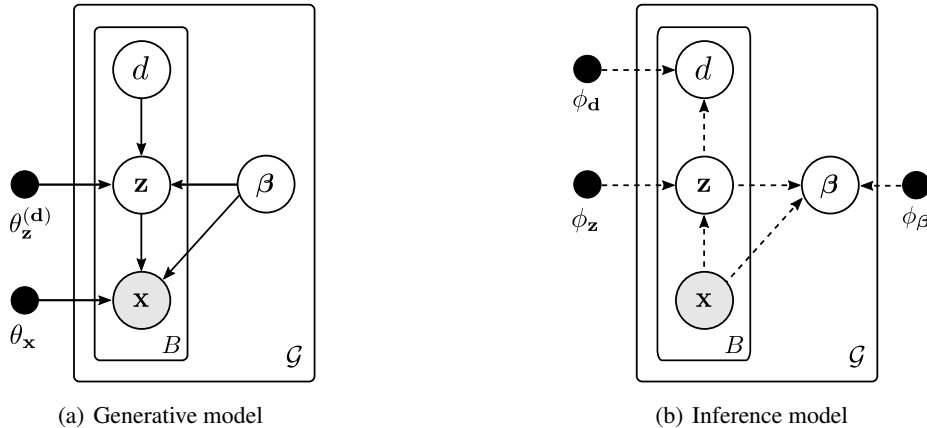 d
z
β
x
B
𝒢
θ_z^(d)
θ_x
(a) Generative model
d
z
β
x
B
𝒢
ϕ_d
ϕ_z
ϕ_β
(b) Inference model